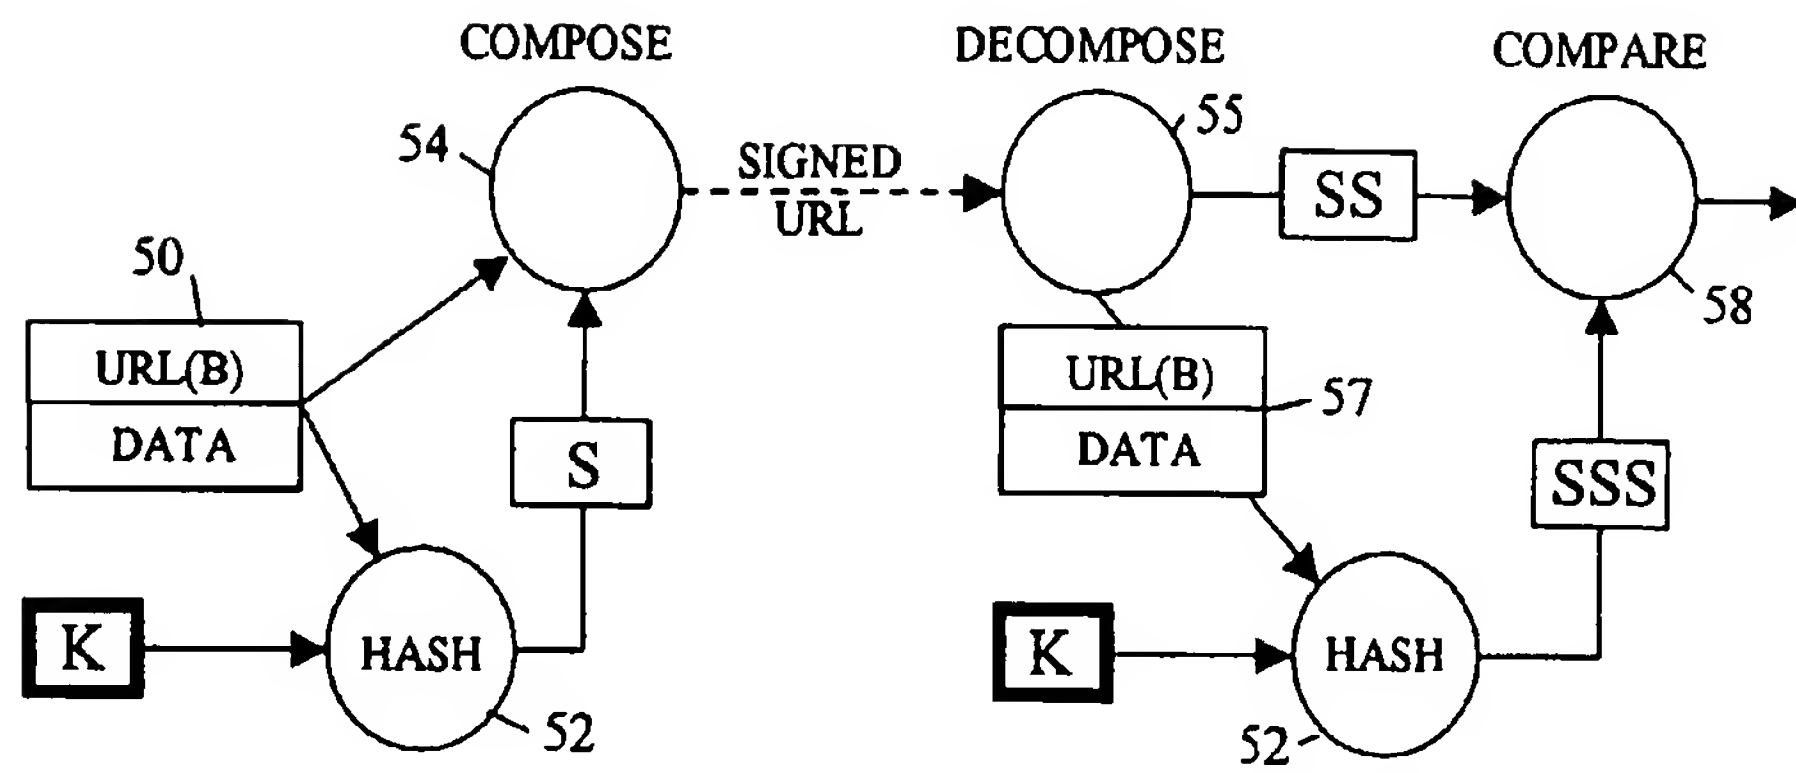 COMPOSE
DECOMPOSE
COMPARE
54
55
SIGNED
URL
SS
50
58
URL(B)
DATA
S
URL(B)
57
DATA
SSS
K
HASH
K
HASH
52
52